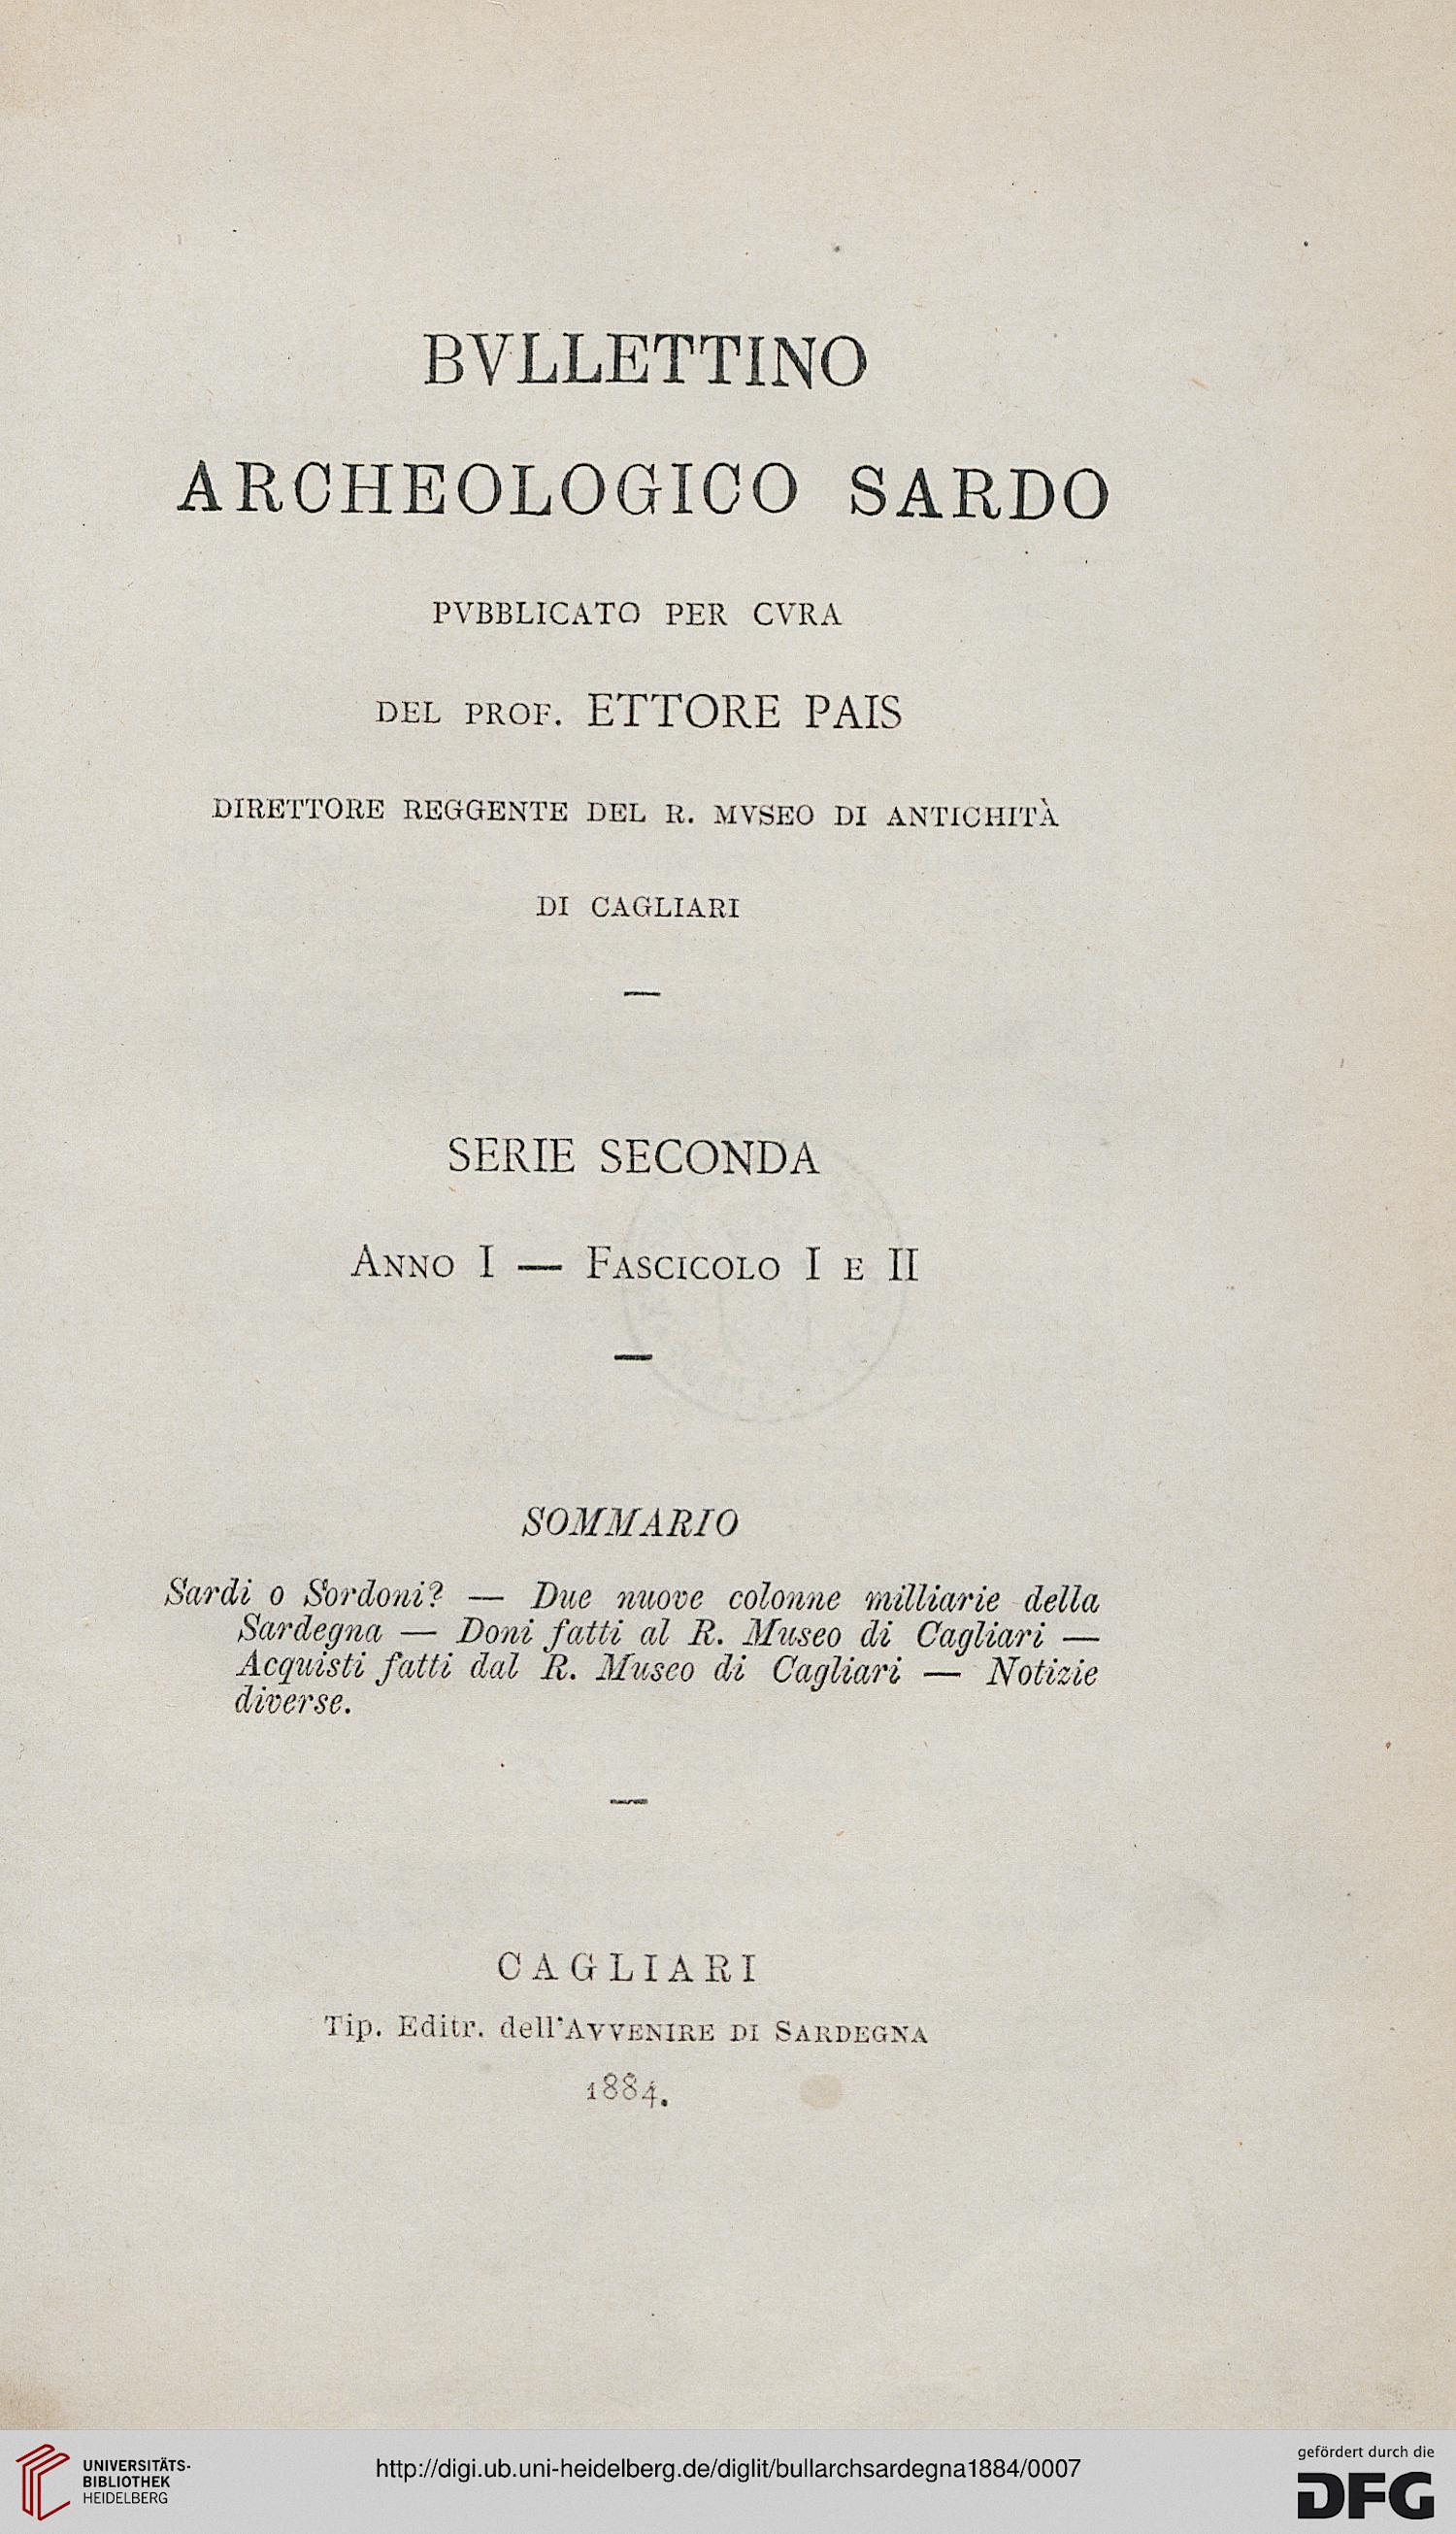 BVLLETTINO
ARCHEOLOGICO SARDO
PVBBLICATO PER CVRA
DEL PROF. ETTORE PAIS
DIRETTORE REGGENTE DEL R. MVSEO DI ANTICHITÀ
DI CAGLIARI
—
SERIE SECONDA
ANNO I — FASCICOLO I E II
—
SOMMARIO
Sardi o Sordoni? — Due nuove colonne milliarie della
Sardegna — Doni fatti al R. Museo di Cagliari —
Acquisti fatti dal R. Museo di Cagliari — Notizie
diverse.
—
CAGLIARI
Tip. Editr. dell'AVVENIRE DI SARDEGNA
1884.
UNIVERSITÄTS-
BIBLIOTHEK
HEIDELBERG
http://digi.ub.uni-heidelberg.de/diglit/bullarchsardegna1884/0007
gefördert durch die
DFG